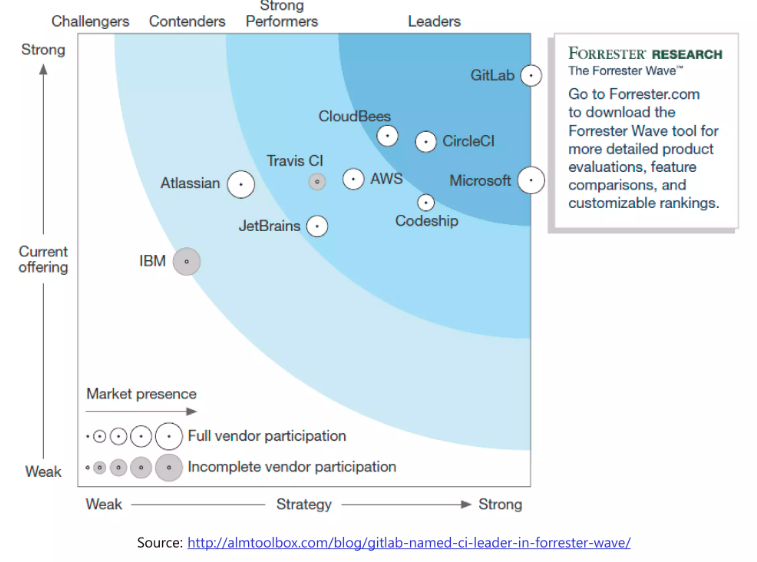 Challengers Contenders Strong Performers Leaders
Strong
Current offering
Weak
GitLab
CloudBees
CircleCI
Travis CI
Atlassian
AWS
Microsoft
Codeship
JetBrains
IBM
Market presence
Full vendor participation
Incomplete vendor participation
Weak Strategy Strong
FORRESTER® RESEARCH
The Forrester Wave™
Go to Forrester.com
to download the
Forrester Wave tool for
more detailed product
evaluations, feature
comparisons, and
customizable rankings.
Source: http://almtoolbox.com/blog/gitlab-named-ci-leader-in-forrester-wave/